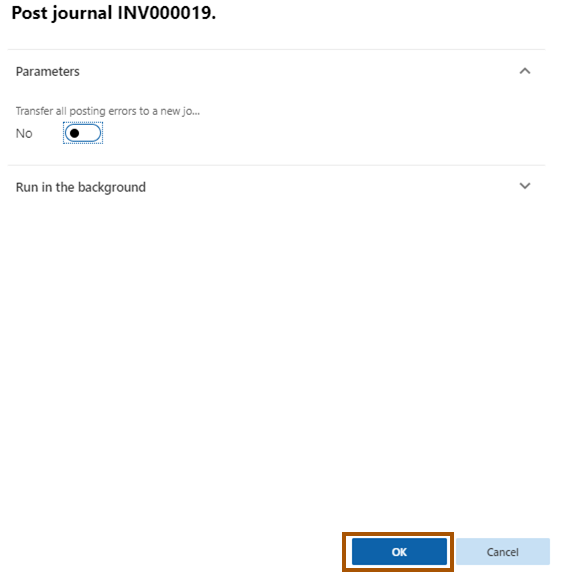 Post journal INV000019.
Parameters
Transfer all posting errors to a new jo...
No
Run in the background
OK
Cancel